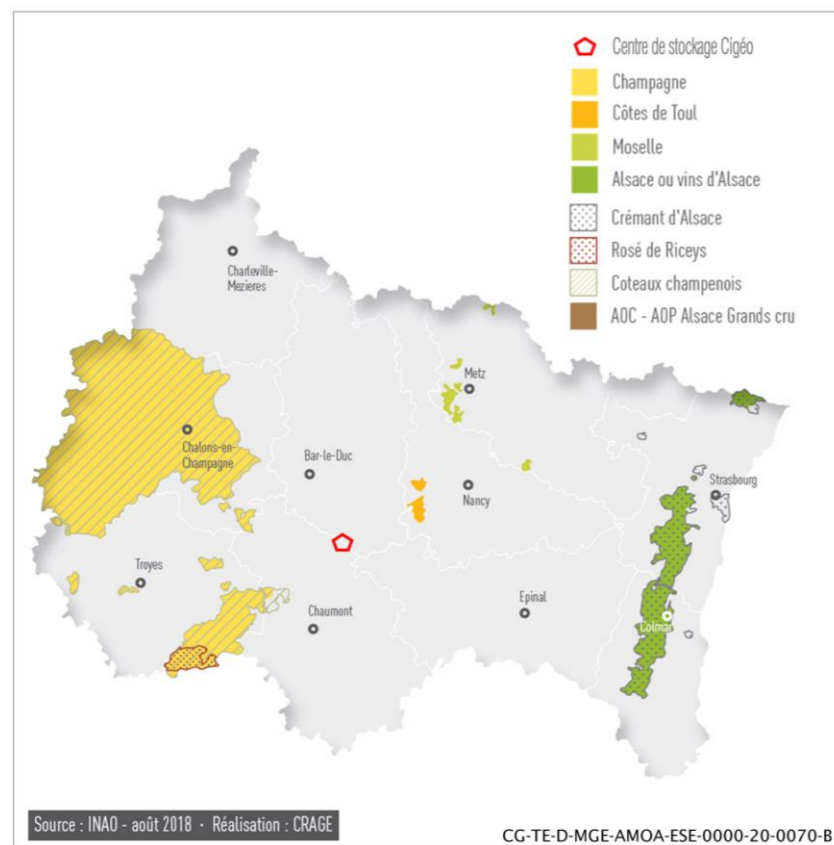 Centre de stockage Cigéo
Champagne
Côtes de Toul
Moselle
Alsace ou vins d'Alsace
Crémant d'Alsace
Rosé de Riceys
Coteaux champenois
AOC - AOP Alsace Grands cru
Charleville-
Mezieres
Metz
Chalons-en-
Champagne
Bar-le-Duc
Nancy
Strasbourg
Troyes
Chaumont
Epinal
Colmar
Source : INAO - août 2018 · Réalisation : CRAGE
CG-TE-D-MGE-AMOA-ESE-0000-20-0070-B